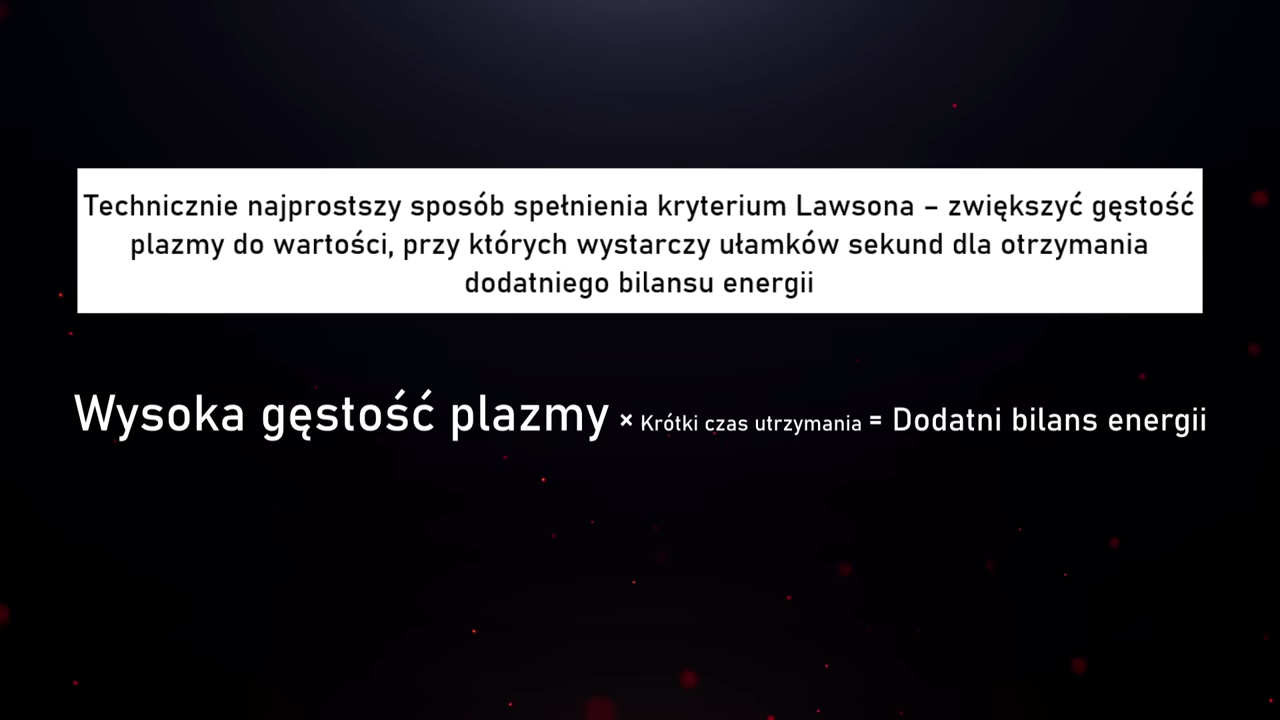 Technicznie najprostszy sposób spełnienia kryterium Lawsona – zwiększyć gęstość
plazmy do wartości, przy których wystarczy ułamków sekund dla otrzymania
dodatniego bilansu energii
Wysoka gęstość plazmy × Krótki czas utrzymania = Dodatni bilans energii